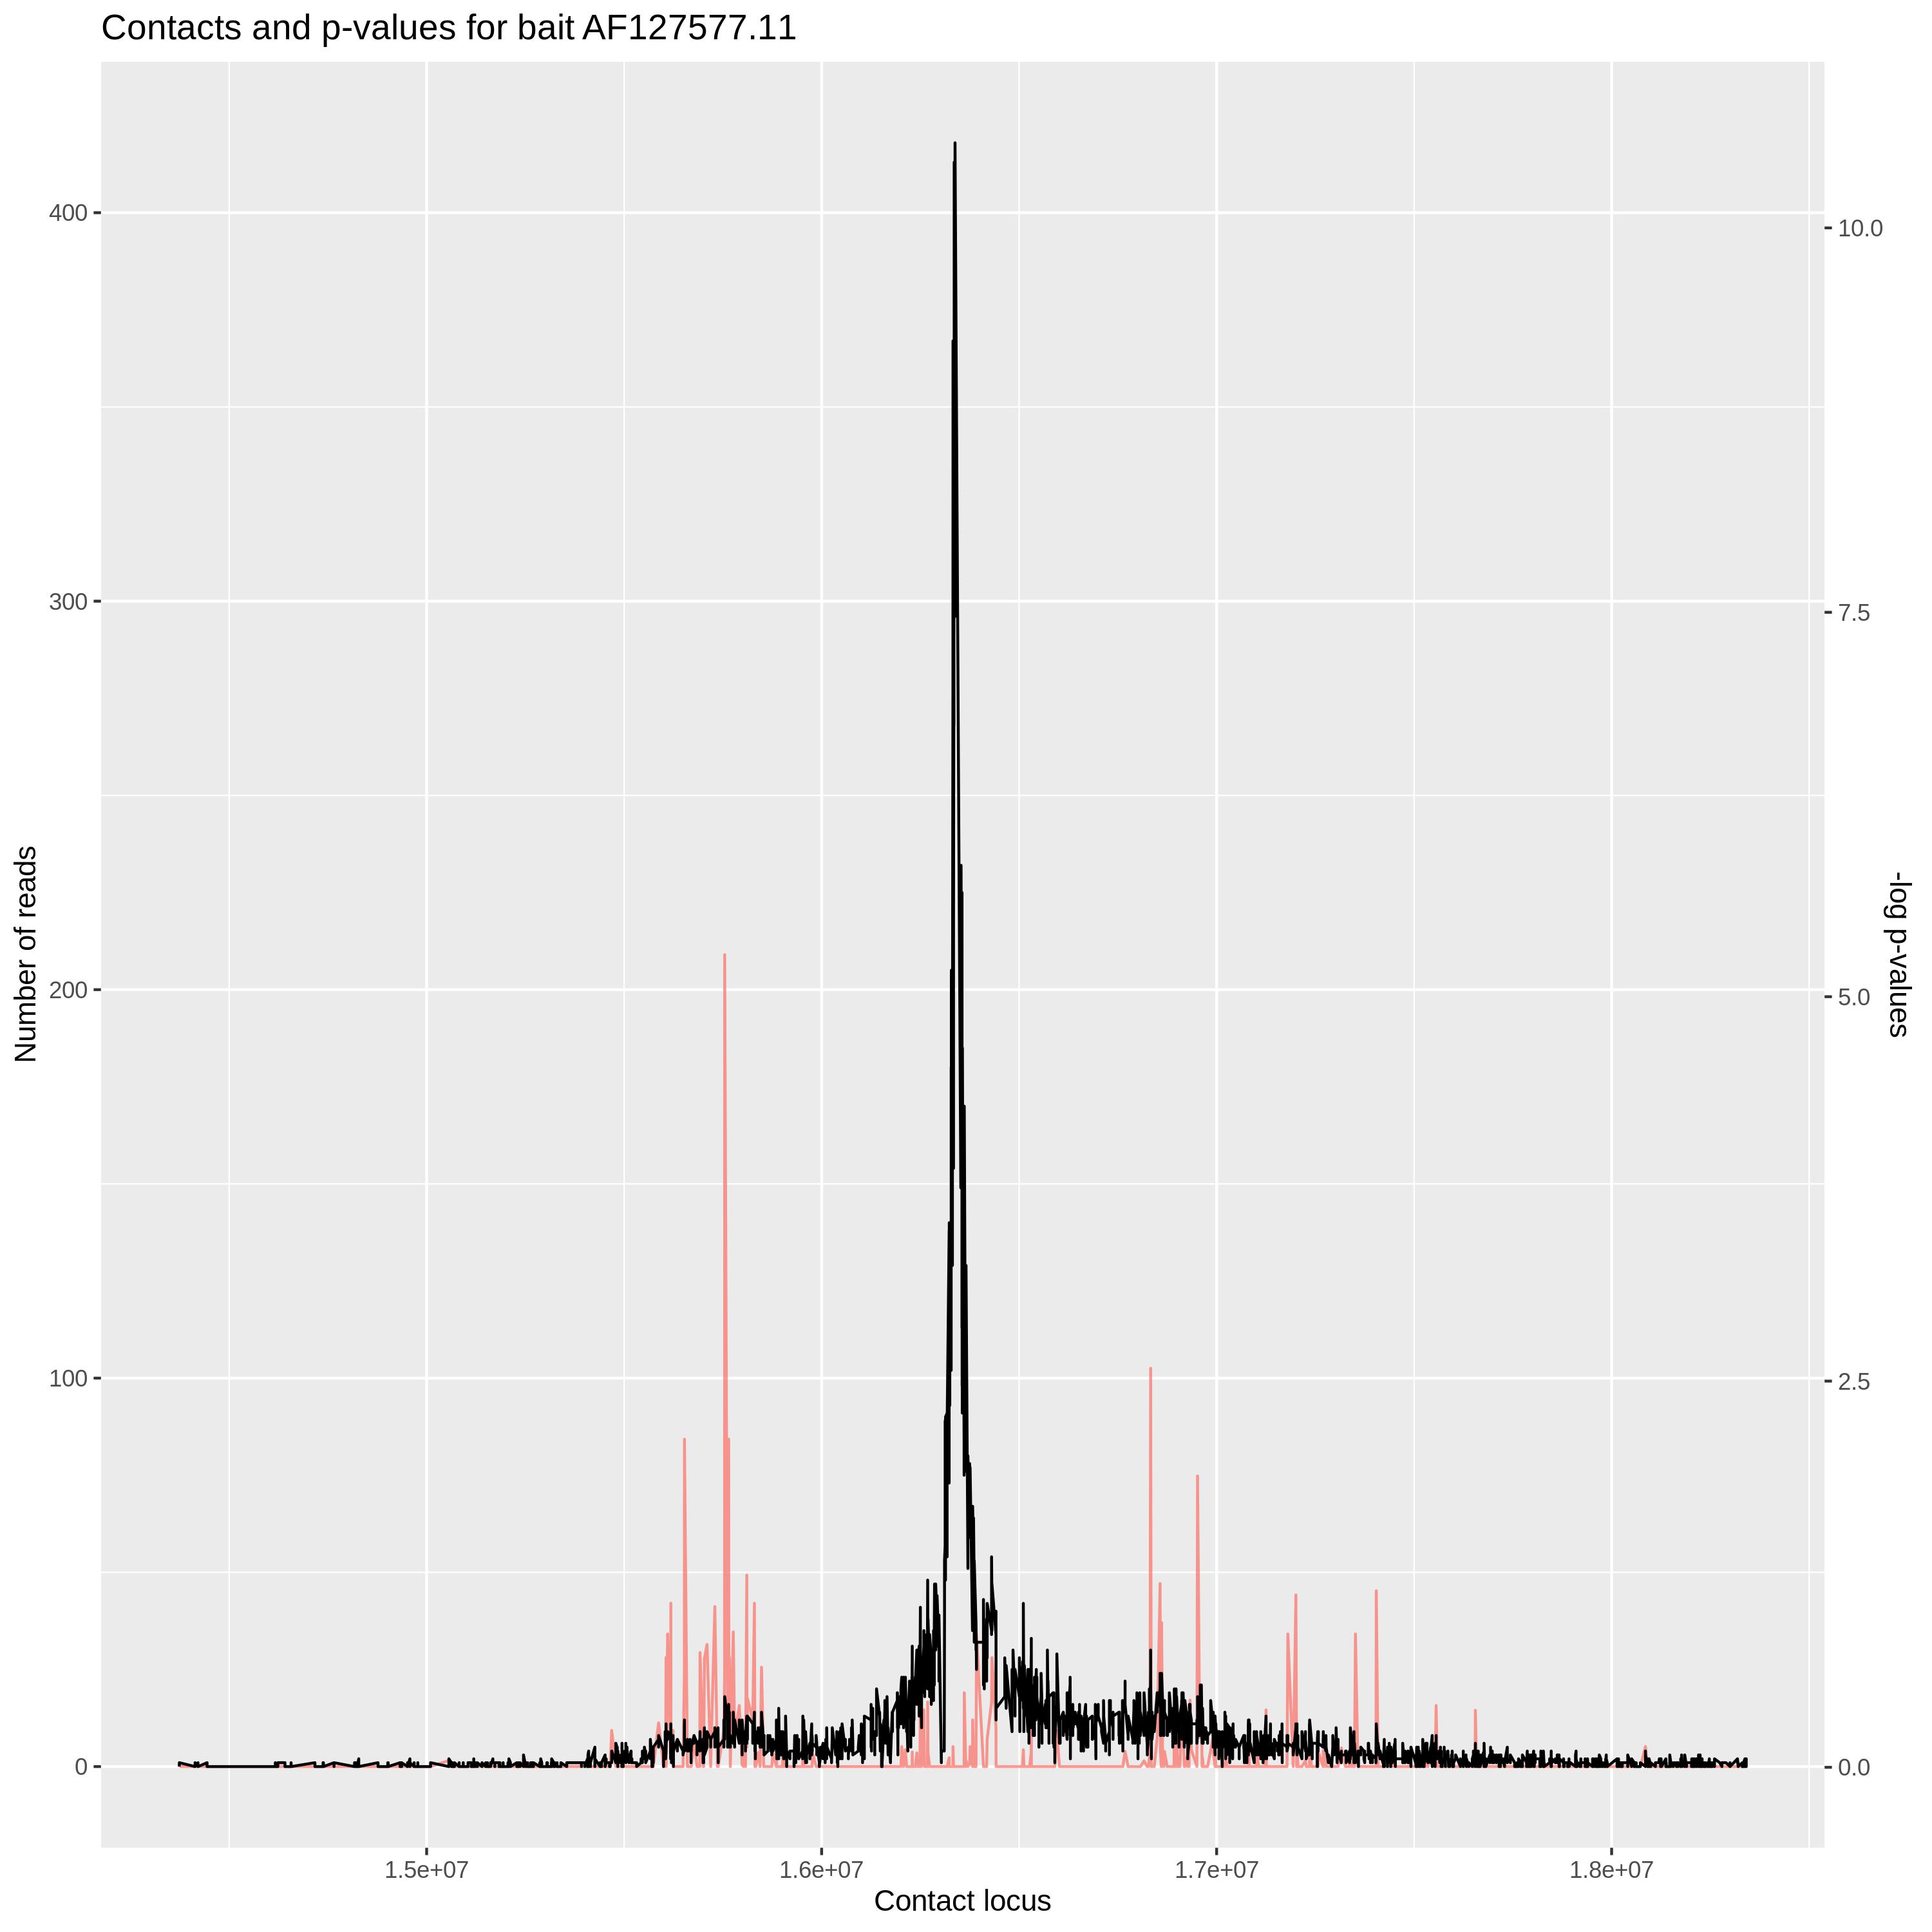 Contacts and p-values for bait AF127577.11
Number of reads
400
300
200
100
0
10.0
7.5
5.0
2.5
0.0
-log p-values
1.5e+07
1.6e+07
1.7e+07
1.8e+07
Contact locus